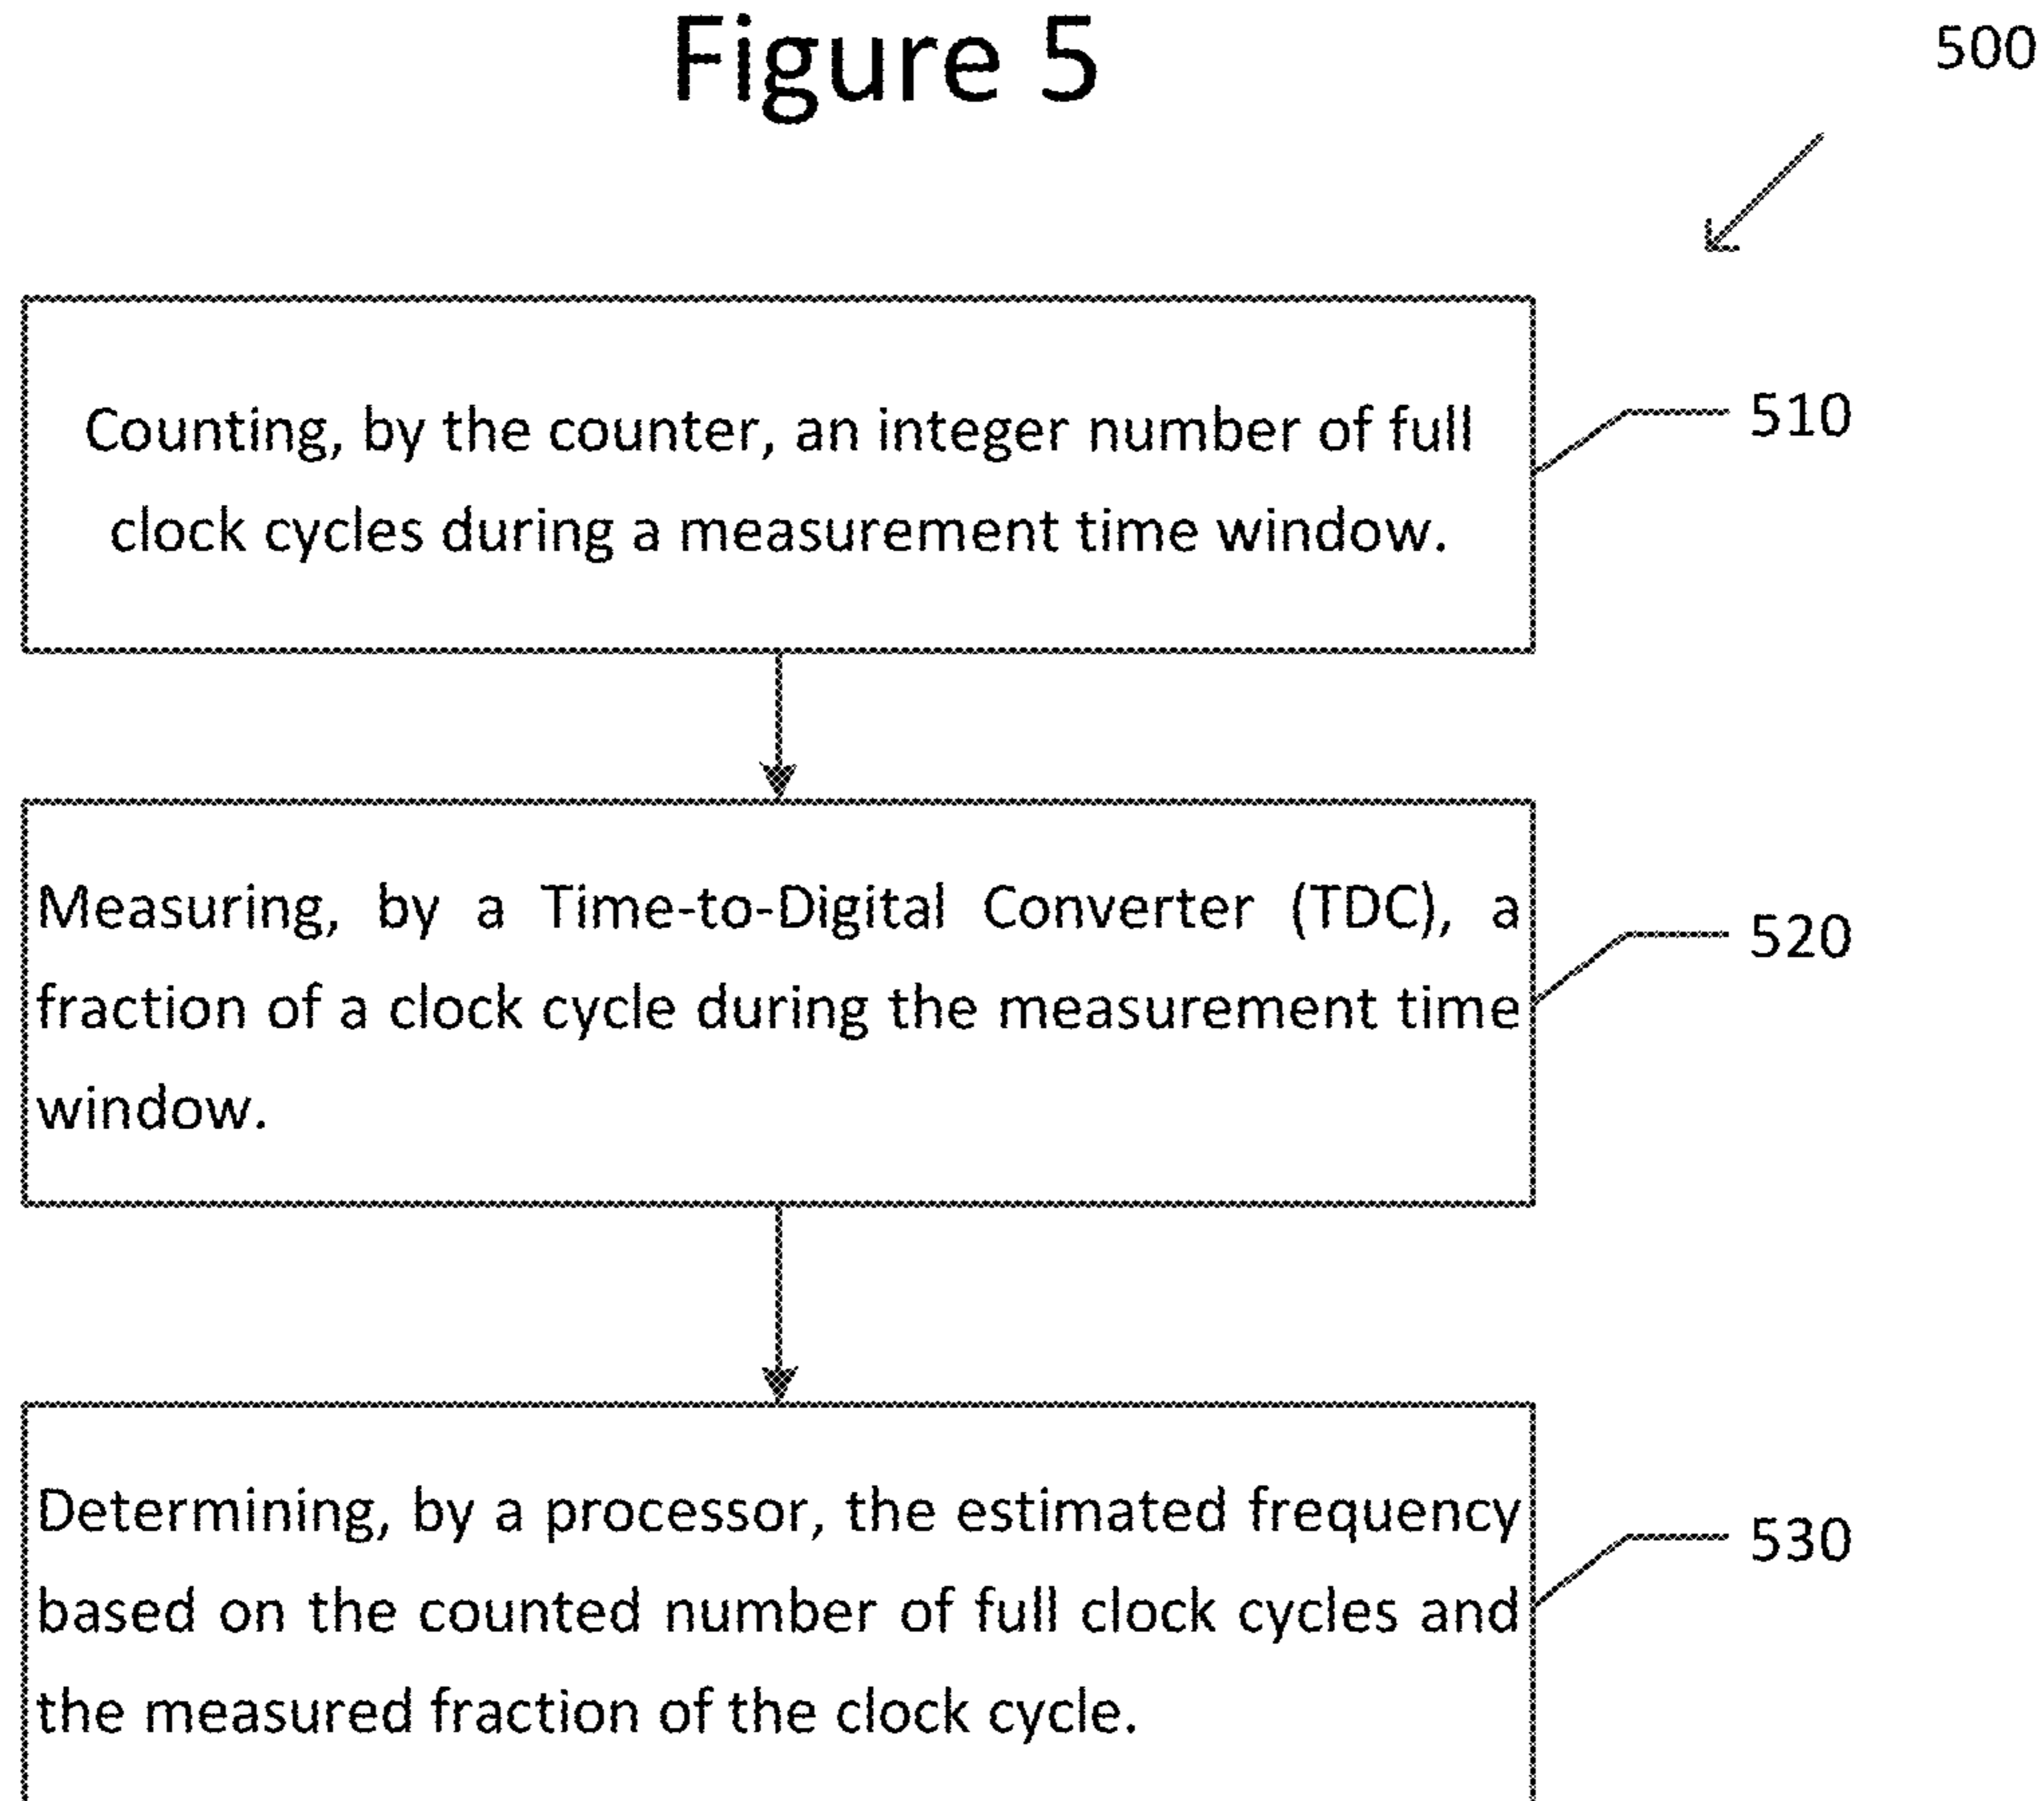 Figure 5
500
Counting, by the counter, an integer number of full
clock cycles during a measurement time window.
510
Measuring, by a Time-to-Digital Converter (TDC), a
fraction of a clock cycle during the measurement time
window.
520
Determining, by a processor, the estimated frequency
based on the counted number of full clock cycles and
the measured fraction of the clock cycle.
530